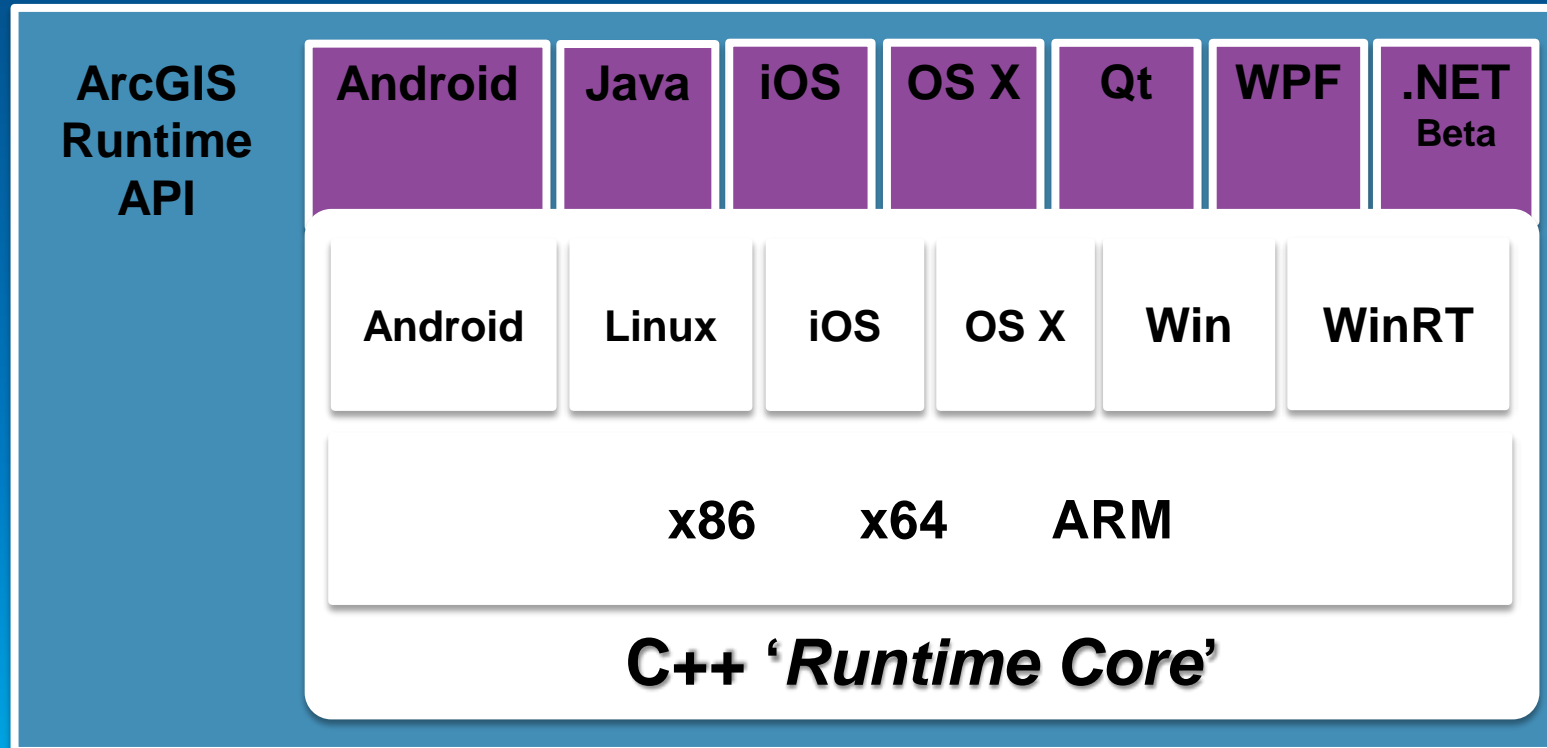 ArcGIS
Runtime
API
Android Java iOS OS X Qt WPF .NET
Beta
Android Linux iOS OS X Win WinRT
x86 x64 ARM
C++ ‘Runtime Core’